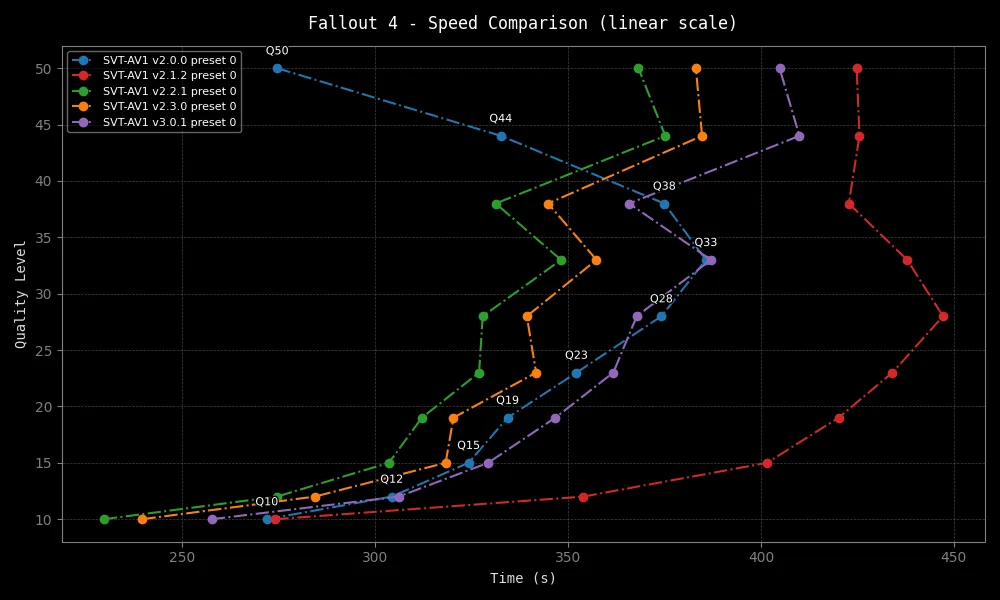 Fallout 4 - Speed Comparison (linear scale)
SVT-AV1 v2.0.0 preset 0
SVT-AV1 v2.1.2 preset 0
SVT-AV1 v2.2.1 preset 0
SVT-AV1 v2.3.0 preset 0
SVT-AV1 v3.0.1 preset 0
Q50
Q44
Q38
Q33
Q28
Q23
Q19
Q15
Q12
Q10
Quality Level
50
45
40
35
30
25
20
15
10
250 300 350 400 450
Time (s)